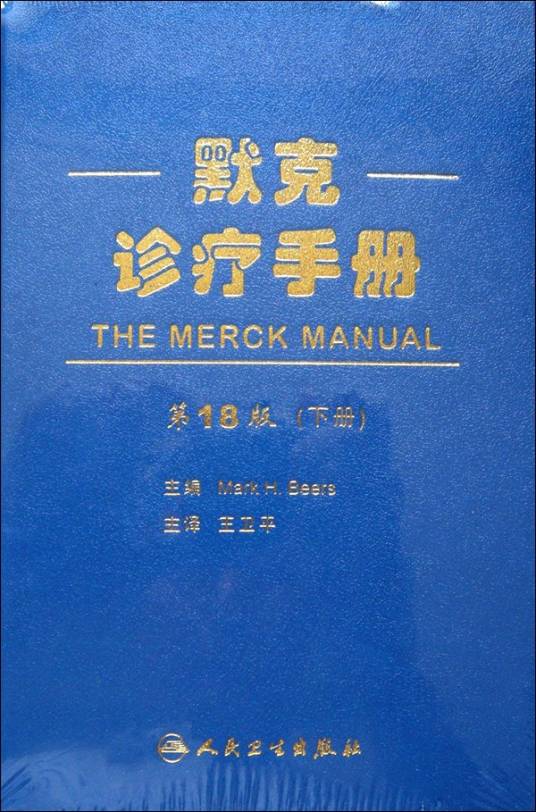 默克
诊疗手册
THE MERCK MANUAL
第18版（下册）
主编 Mark H. Beers
主译 王卫平
人民卫生出版社